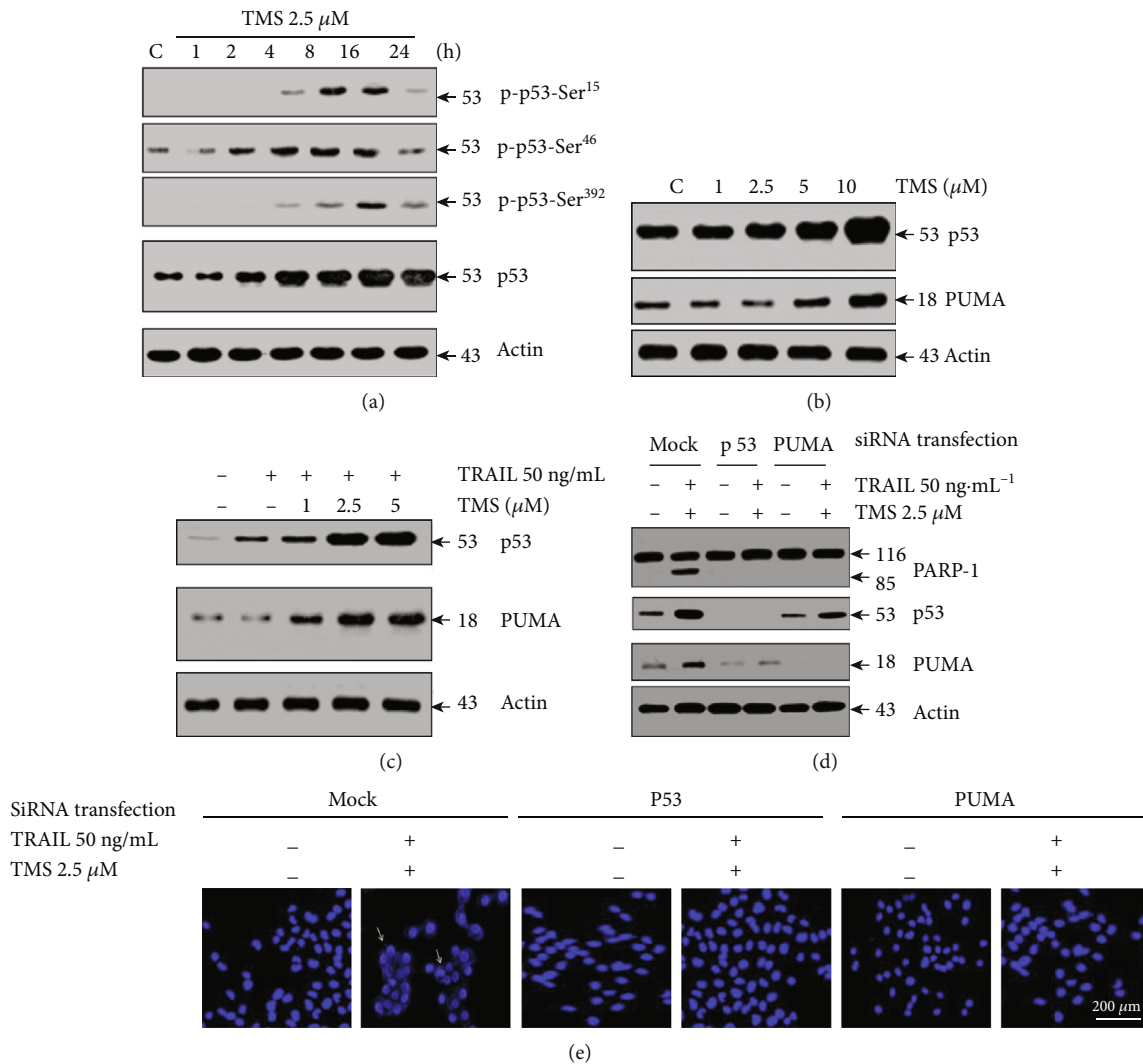 TMS 2.5 μM
C 1 2 4 8 16 24 (h)
53 p-p53-Ser¹⁵
53 p-p53-Ser⁴⁶
53 p-p53-Ser³⁹²
53 p53
43 Actin
(a)
C 1 2.5 5 10 TMS (μM)
53 p53
18 PUMA
43 Actin
(b)
– + + + + TRAIL 50 ng/mL
– – 1 2.5 5 TMS (μM)
53 p53
18 PUMA
43 Actin
(c)
Mock p 53 PUMA siRNA transfection
– + – + – + TRAIL 50 ng·mL⁻¹
– + – + – + TMS 2.5 μM
116
PARP-1
85
53 p53
18 PUMA
43 Actin
(d)
SiRNA transfection Mock P53 PUMA
TRAIL 50 ng/mL – + – + – +
TMS 2.5 μM – + – + – +
200 μm
(e)